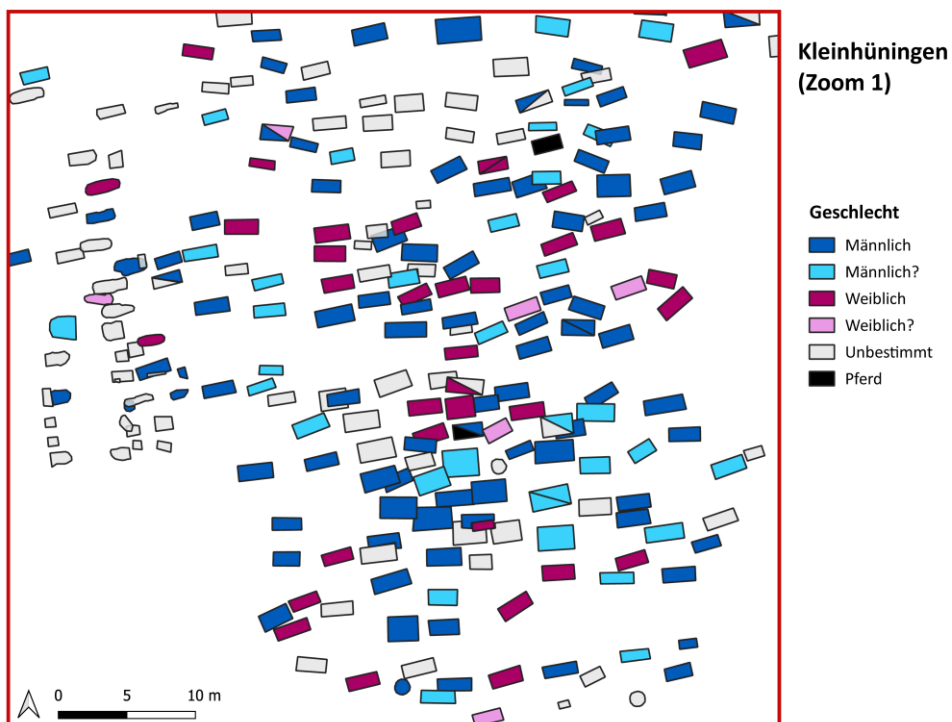 Kleinhüningen
(Zoom 1)
Geschlecht
Männlich
Männlich?
Weiblich
Weiblich?
Unbestimmt
Pferd
0 5 10 m